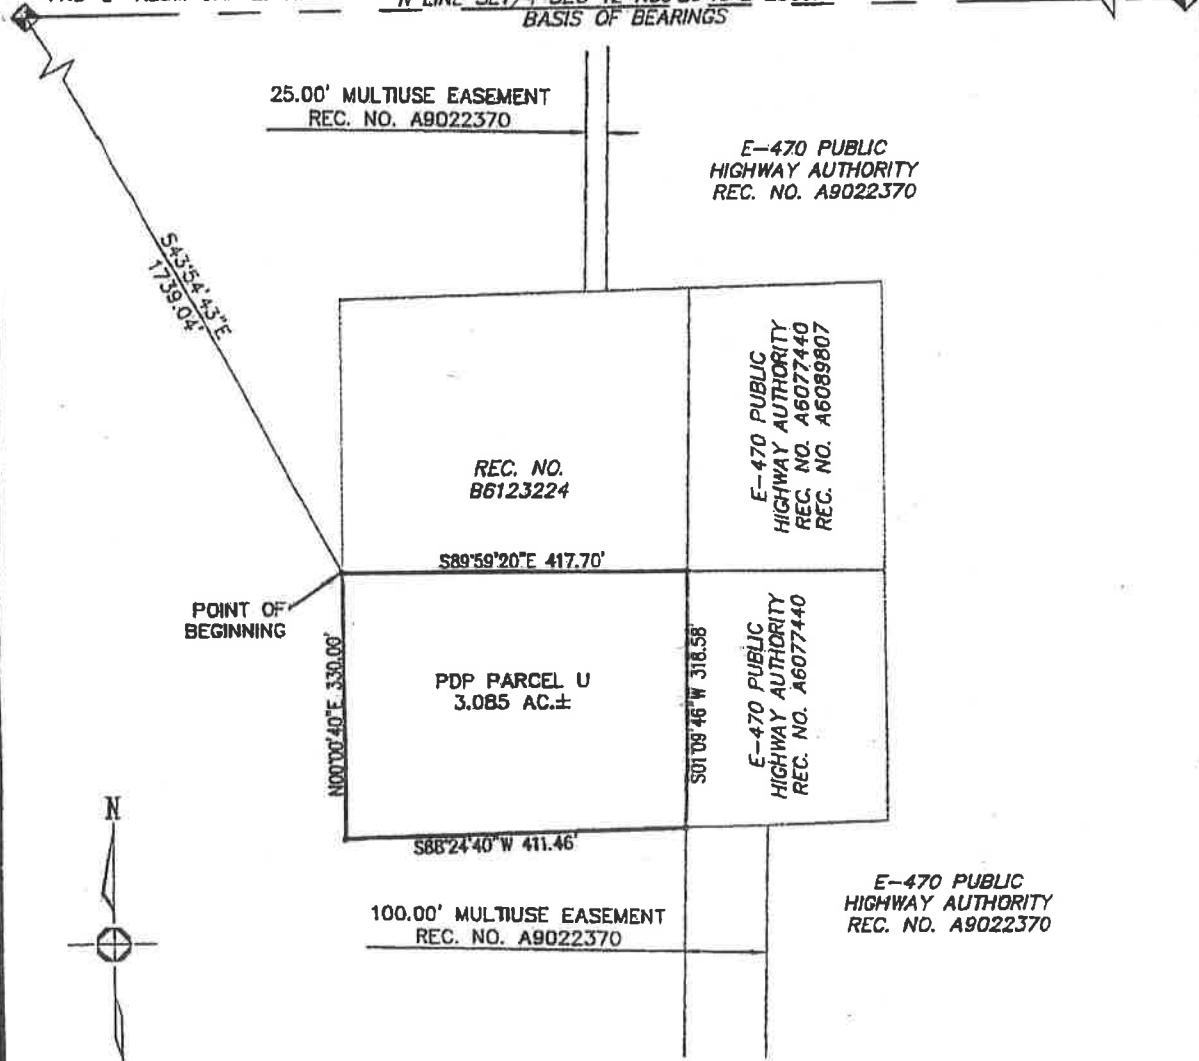 BASIS OF BEARINGS
25.00' MULTIUSE EASEMENT
REC. NO. A9022370
E-470 PUBLIC
HIGHWAY AUTHORITY
REC. NO. A9022370
S43°54'43"E
1739.04'
E-470 PUBLIC
HIGHWAY AUTHORITY
REC. NO. A6077440
REC. NO. A6089807
REC. NO.
B6123224
S89°59'20"E 417.70'
POINT OF
BEGINNING
N00°00'40"E 330.00'
PDP PARCEL U
3.085 AC.±
S01°09'46"W 318.58'
E-470 PUBLIC
HIGHWAY AUTHORITY
REC. NO. A6077440
S88°24'40"W 411.46'
N
100.00' MULTIUSE EASEMENT
REC. NO. A9022370
E-470 PUBLIC
HIGHWAY AUTHORITY
REC. NO. A9022370